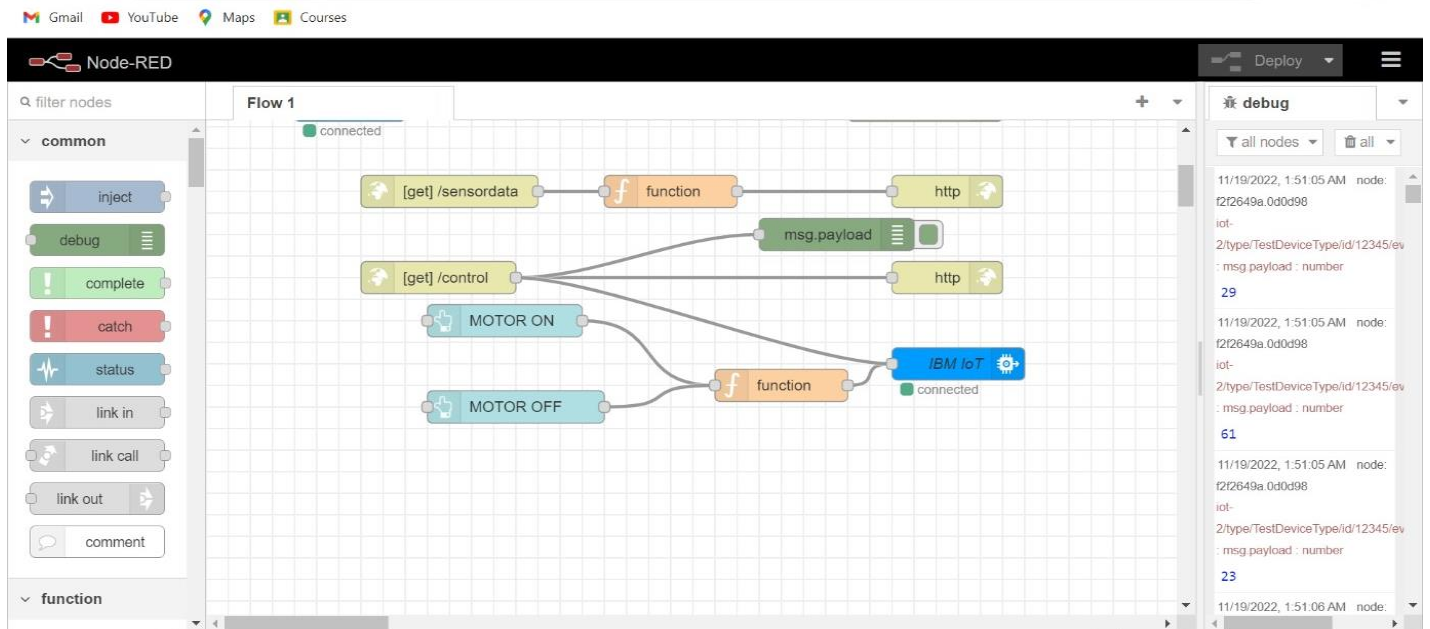 Gmail YouTube Maps Courses
Node-RED Deploy
filter nodes
Flow 1
debug
common
connected
all nodes all
inject
debug
complete
catch
status
link in
link call
link out
comment
function
[get] /sensordata function http
msg.payload
[get] /control http
MOTOR ON
IBM IoT
connected
function
MOTOR OFF
11/19/2022, 1:51:05 AM node:
f2f2649a.0d0d98
iot-
2/type/TestDeviceType/id/12345/ev
: msg.payload : number
29
11/19/2022, 1:51:05 AM node:
f2f2649a.0d0d98
iot-
2/type/TestDeviceType/id/12345/ev
: msg.payload : number
61
11/19/2022, 1:51:05 AM node:
f2f2649a.0d0d98
iot-
2/type/TestDeviceType/id/12345/ev
: msg.payload : number
23
11/19/2022, 1:51:06 AM node: